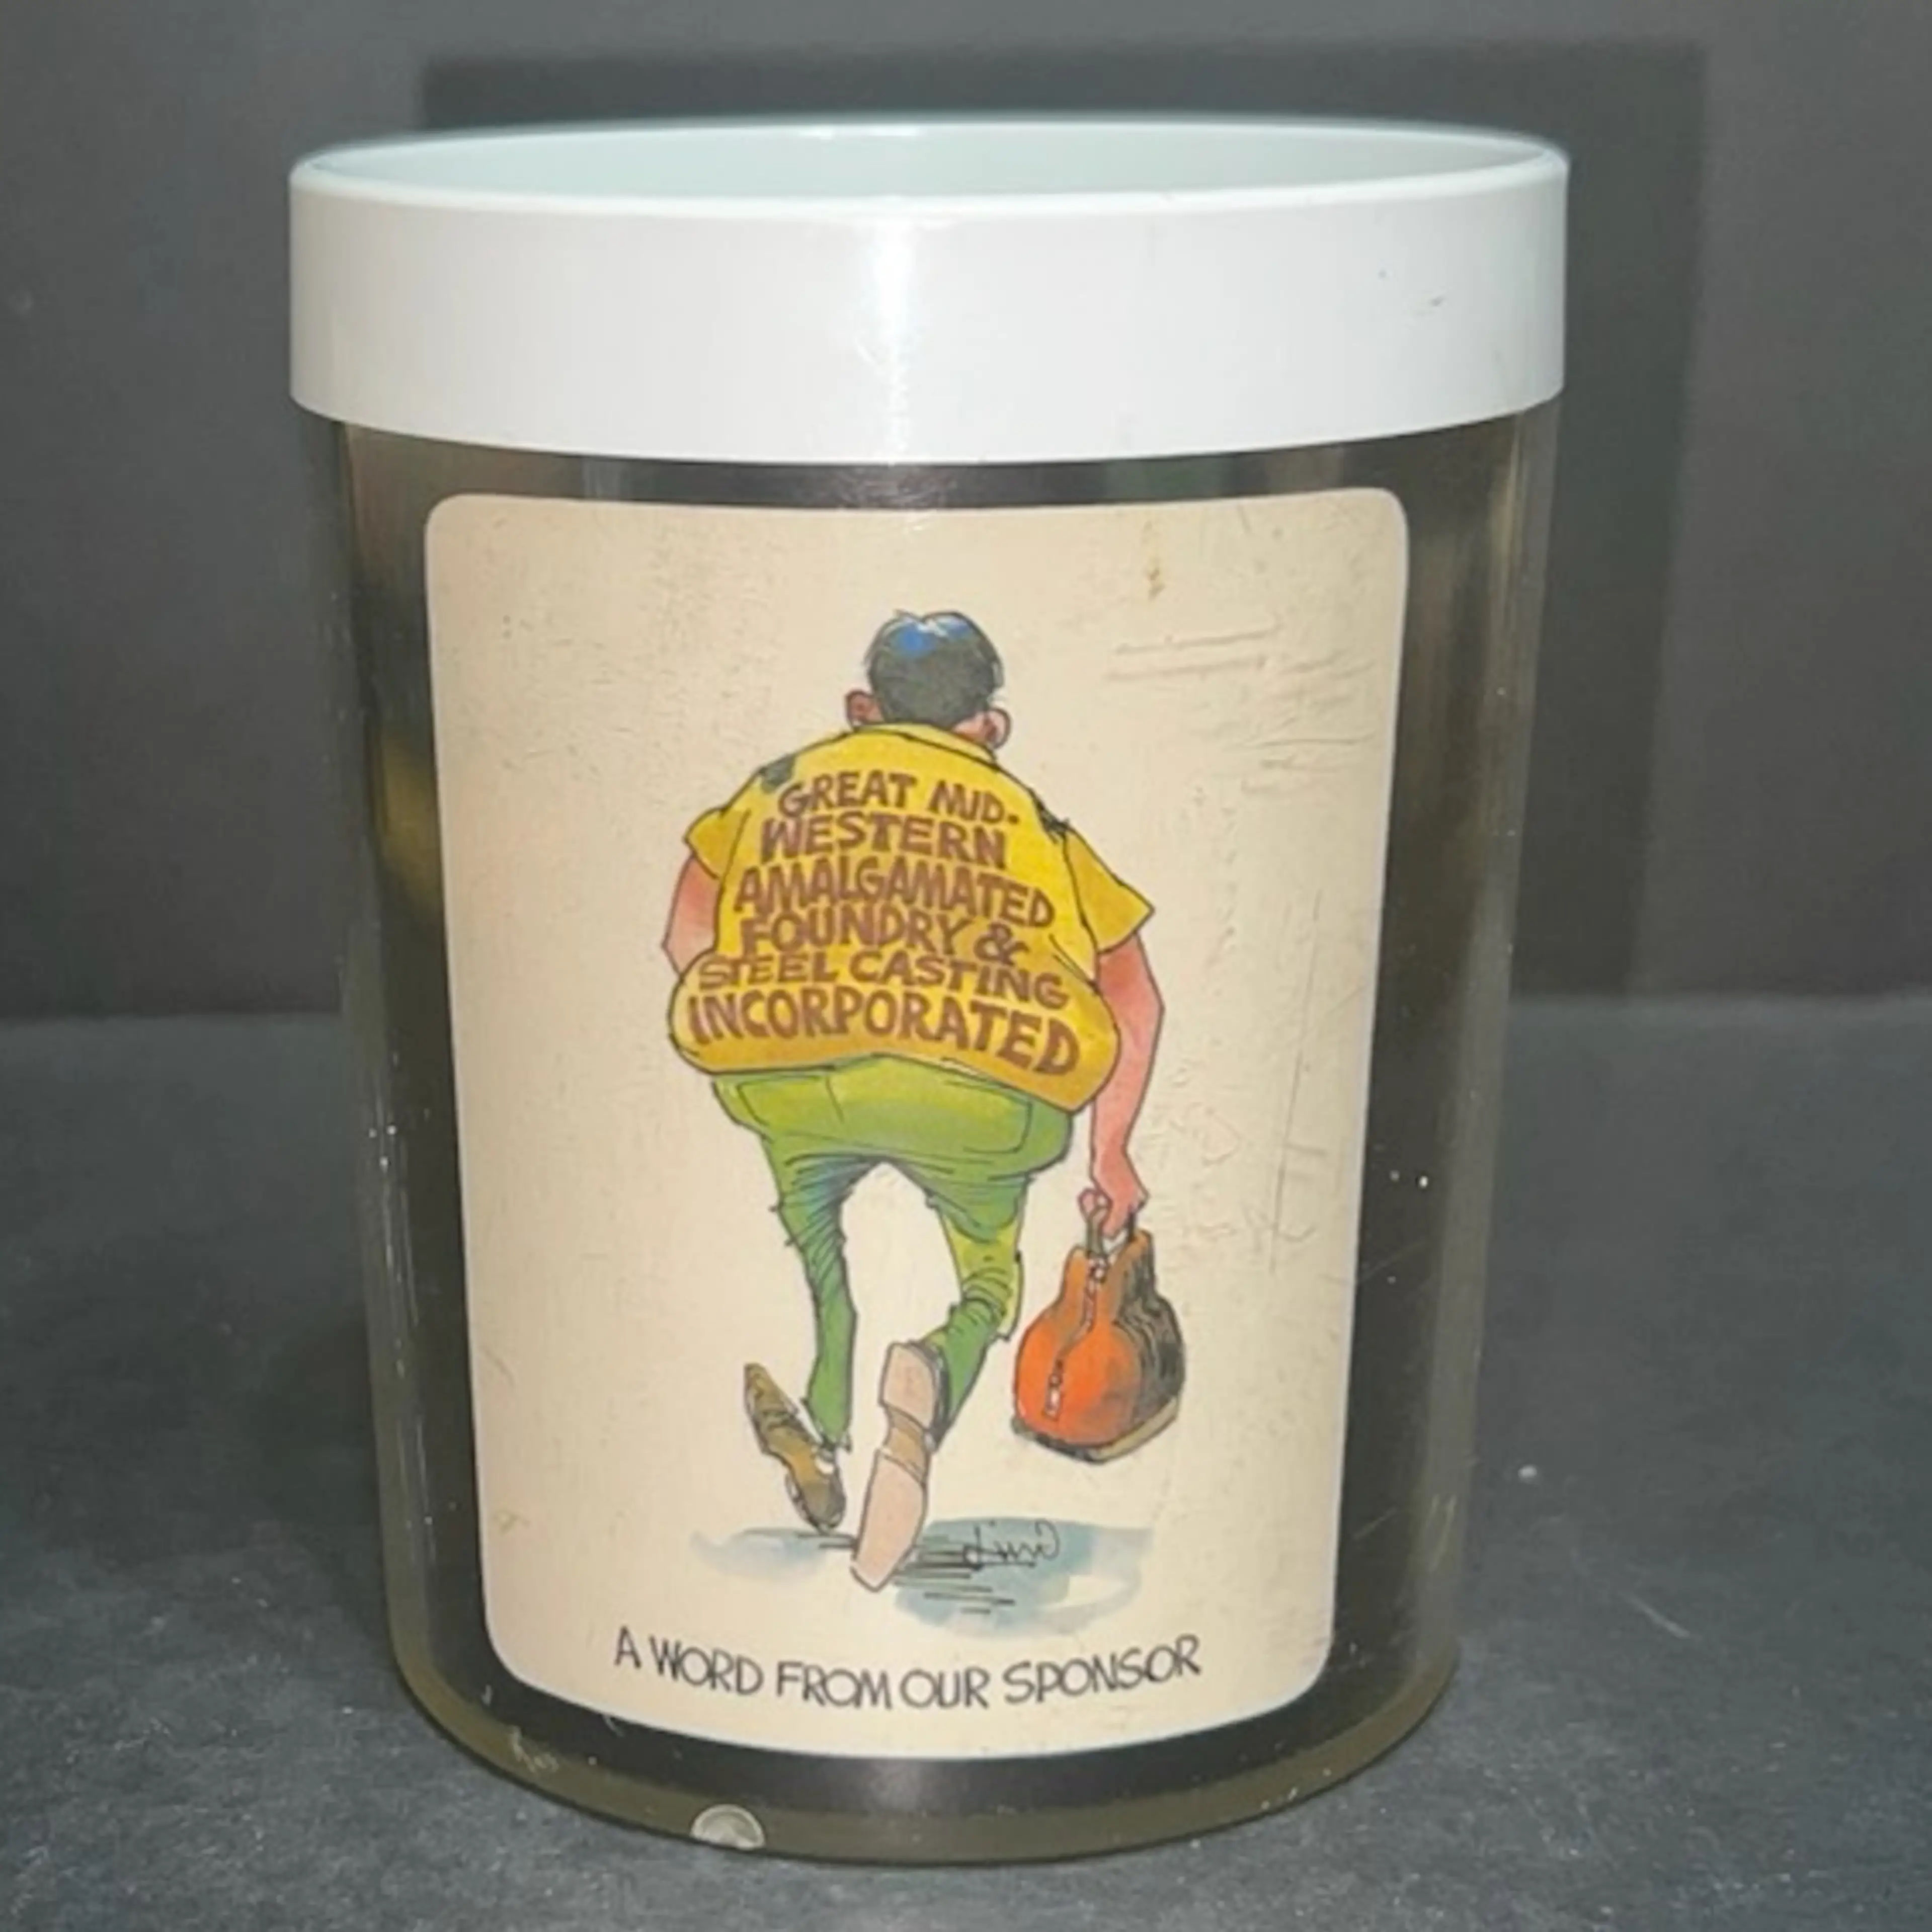 GREAT MID-
WESTERN
AMALGAMATED
FOUNDRY &
STEEL CASTING
INCORPORATED
A WORD FROM OUR SPONSOR